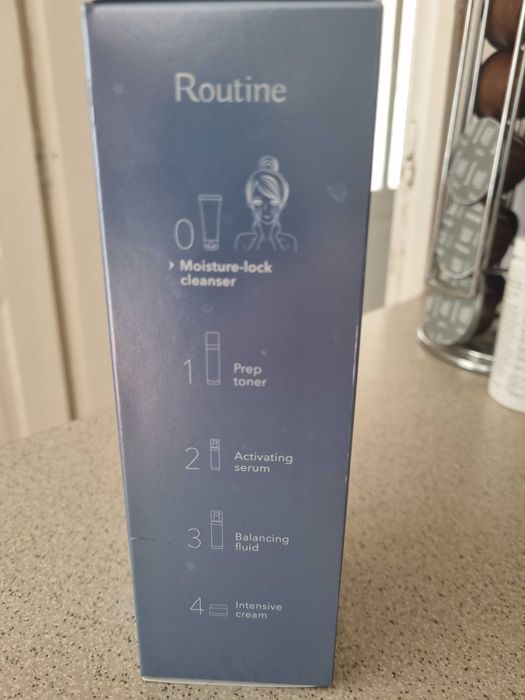 Routine
0
› Moisture-lock
cleanser
1
Prep
toner
2
Activating
serum
3
Balancing
fluid
4
Intensive
cream